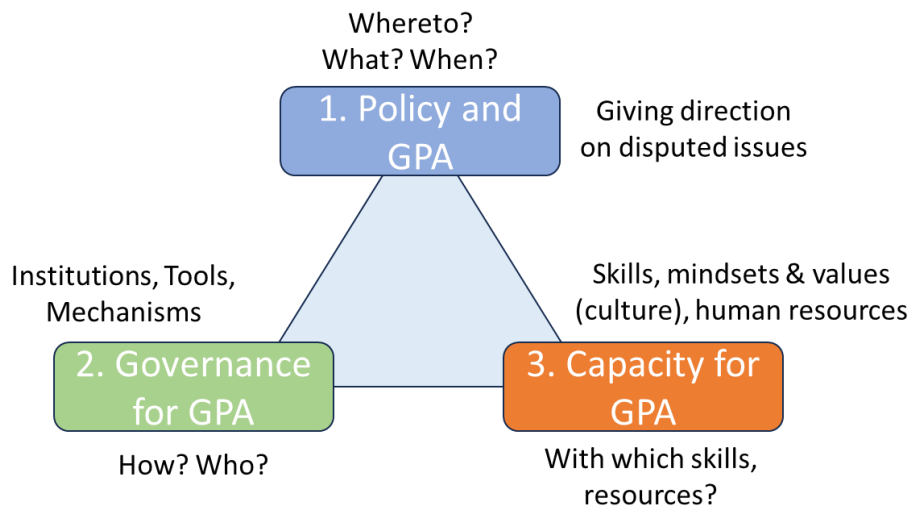 Whereto?
What? When?
1. Policy and
GPA
Giving direction
on disputed issues
Institutions, Tools,
Mechanisms
Skills, mindsets & values
(culture), human resources
2. Governance
for GPA
3. Capacity for
GPA
How? Who?
With which skills,
resources?